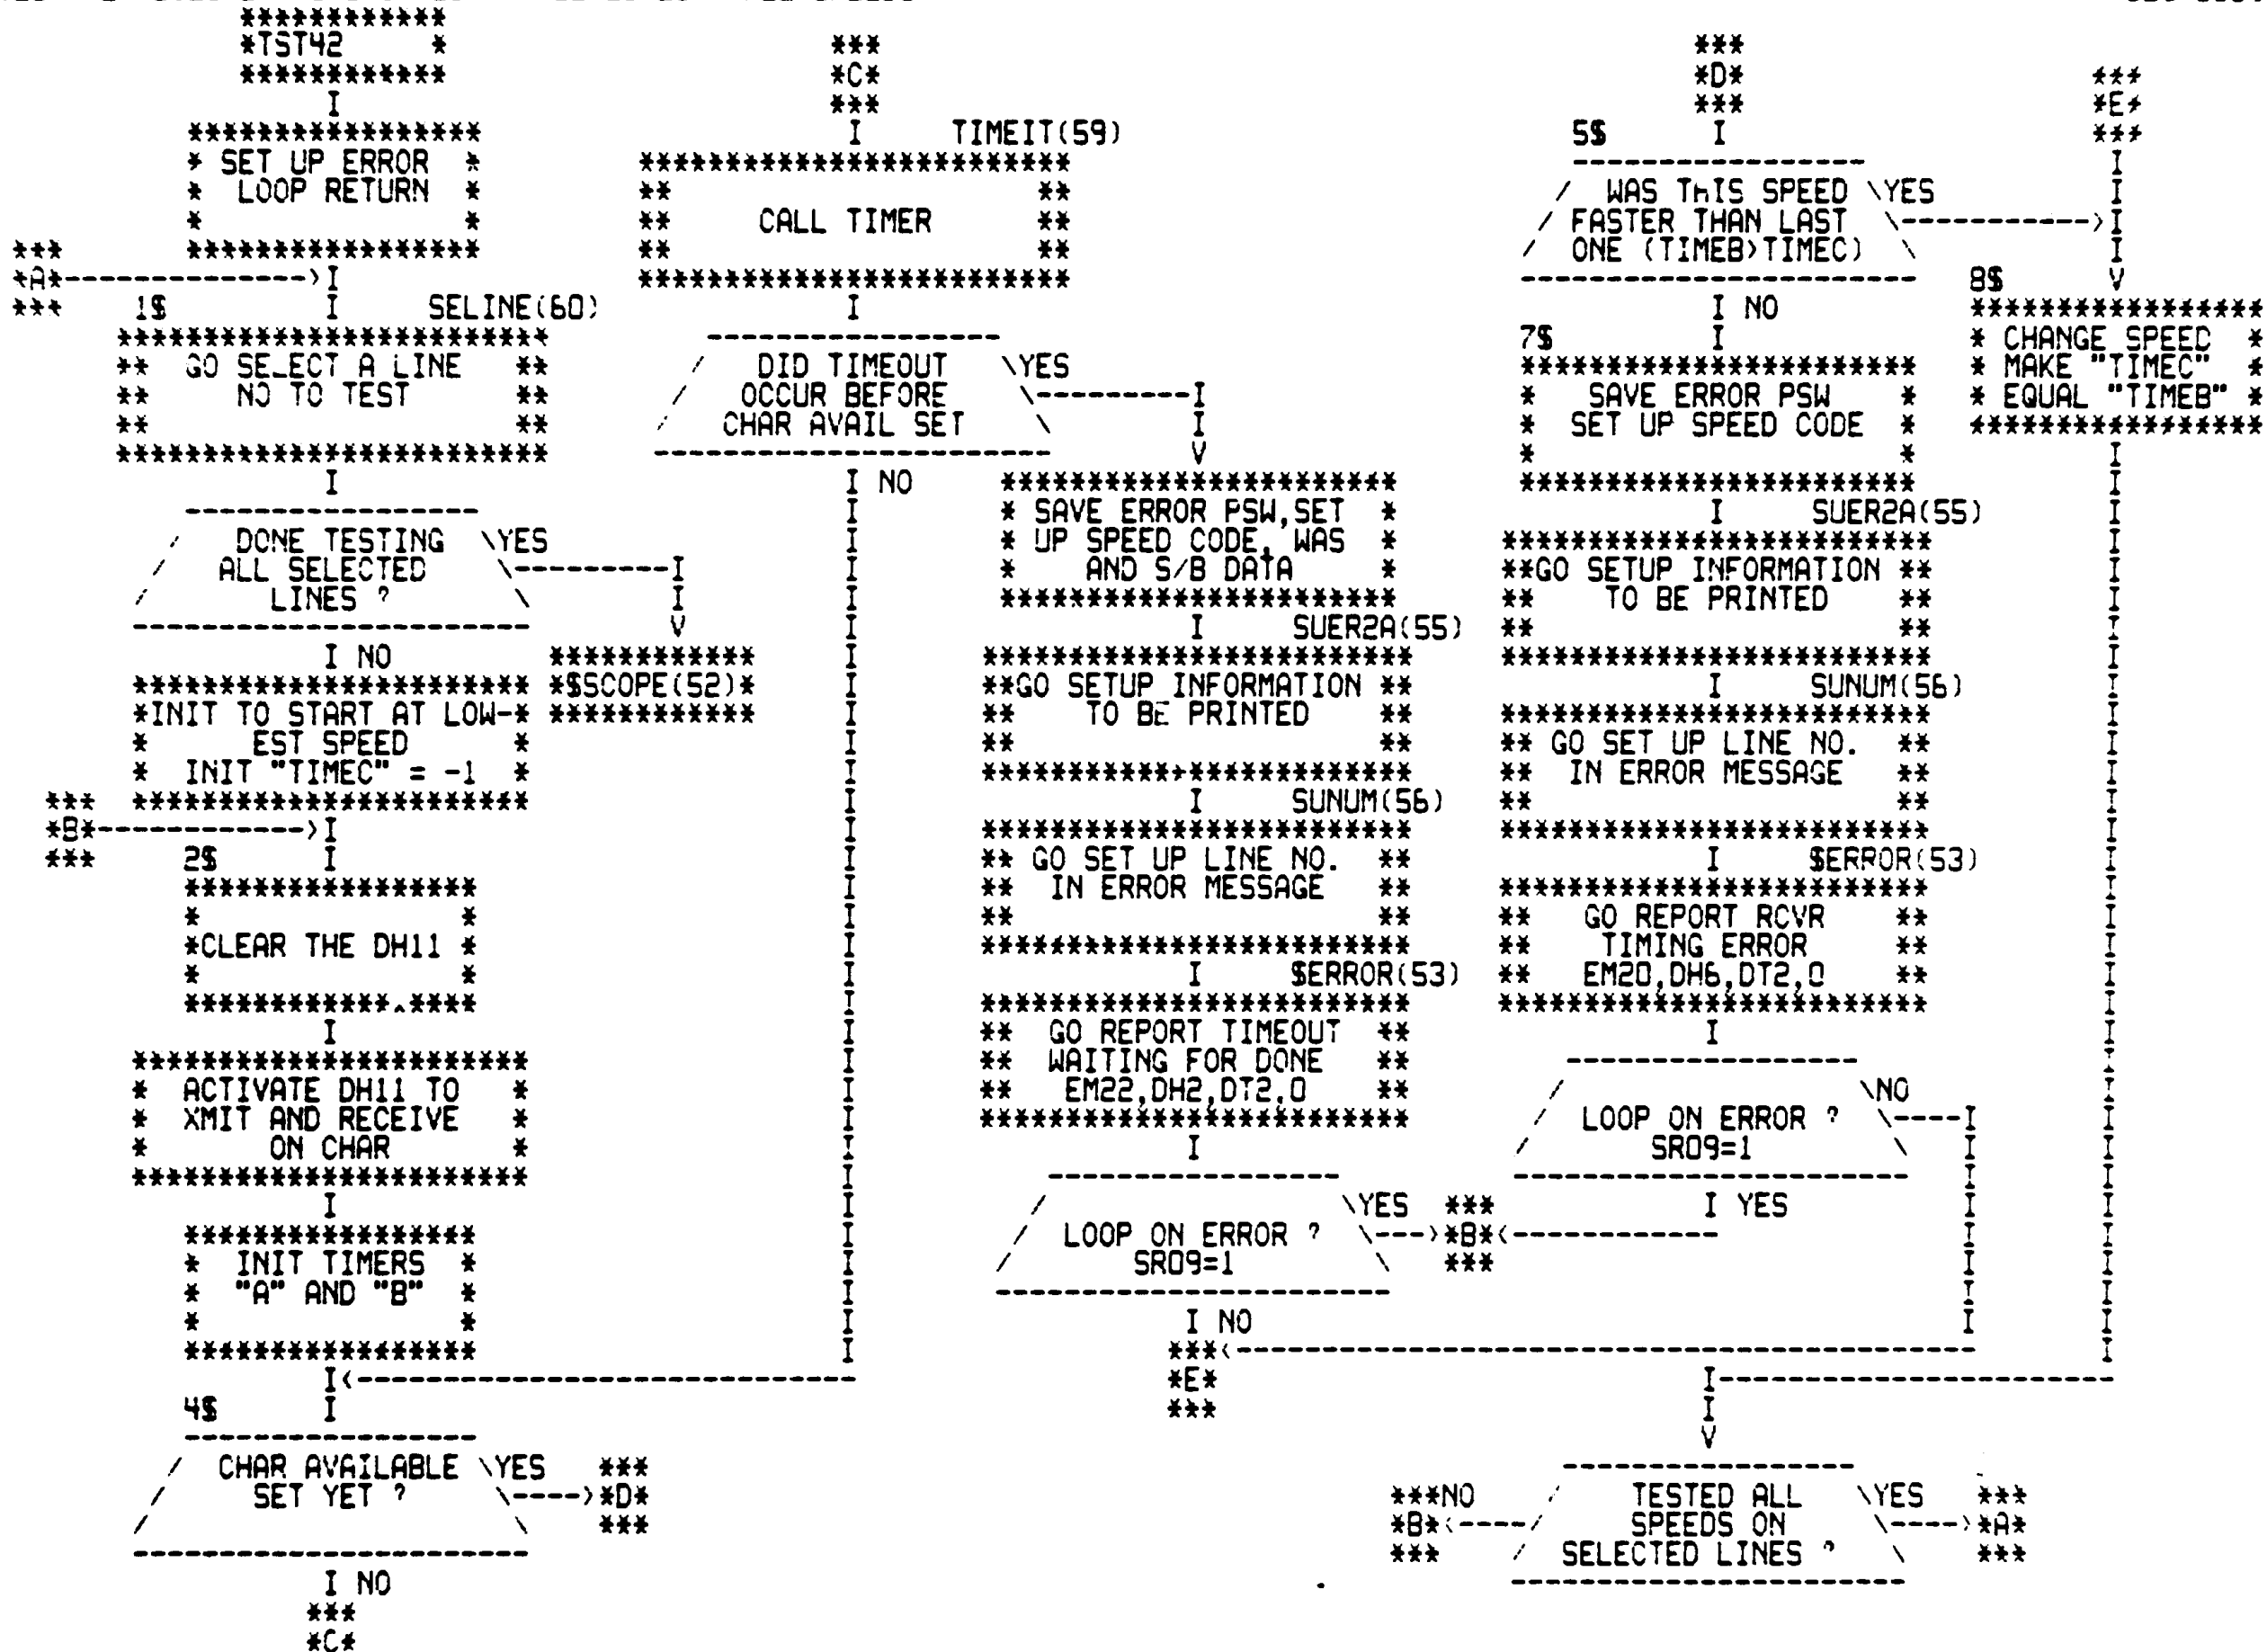 TST42
SET UP ERROR
LOOP RETURN
A
1$ SELINE(60)
GO SELECT A LINE
NO TO TEST
DONE TESTING YES
ALL SELECTED
LINES ?
NO
$SCOPE(52)
INIT TO START AT LOW-
EST SPEED
INIT "TIMEC" = -1
B
2$
CLEAR THE DH11
ACTIVATE DH11 TO
XMIT AND RECEIVE
ON CHAR
INIT TIMERS
"A" AND "B"
4$
CHAR AVAILABLE YES
SET YET ?
D
NO
C
C
TIMEIT(59)
CALL TIMER
DID TIMEOUT YES
OCCUR BEFORE
CHAR AVAIL SET
NO
SAVE ERROR PSW,SET
UP SPEED CODE, WAS
AND S/B DATA
SUER2A(55)
GO SETUP INFORMATION
TO BE PRINTED
SUNUM(56)
GO SET UP LINE NO.
IN ERROR MESSAGE
$ERROR(53)
GO REPORT TIMEOUT
WAITING FOR DONE
EM22,DH2,DT2,0
YES
LOOP ON ERROR ?
SR09=1
B
NO
E
D
5$
WAS THIS SPEED YES
FASTER THAN LAST
ONE (TIMEB>TIMEC)
NO
7$
SAVE ERROR PSW
SET UP SPEED CODE
SUER2A(55)
GO SETUP INFORMATION
TO BE PRINTED
SUNUM(56)
GO SET UP LINE NO.
IN ERROR MESSAGE
$ERROR(53)
GO REPORT RCVR
TIMING ERROR
EM20,DH6,DT2,0
NO
LOOP ON ERROR ?
SR09=1
YES
E
8$
CHANGE SPEED
MAKE "TIMEC"
EQUAL "TIMEB"
NO TESTED ALL YES
B SPEEDS ON A
SELECTED LINES ?